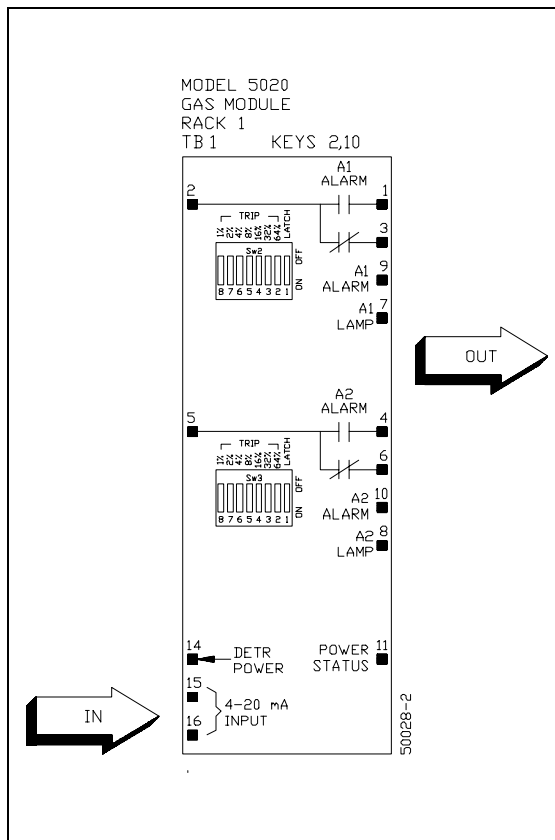 MODEL 5020
GAS MODULE
RACK 1
TB1 KEYS 2,10
A1
ALARM
2
1
TRIP
1% 2% 4% 8% 16% 32% 64% LATCH
3
Sw2
OFF
ON
8 7 6 5 4 3 2 1
A1
ALARM
9
A1
LAMP
7
OUT
A2
ALARM
5
4
TRIP
1% 2% 4% 8% 16% 32% 64% LATCH
6
Sw3
OFF
ON
8 7 6 5 4 3 2 1
A2
ALARM
10
A2
LAMP
8
14
DETR
POWER
POWER
STATUS
11
15
4-20 mA
INPUT
16
IN
50028-2